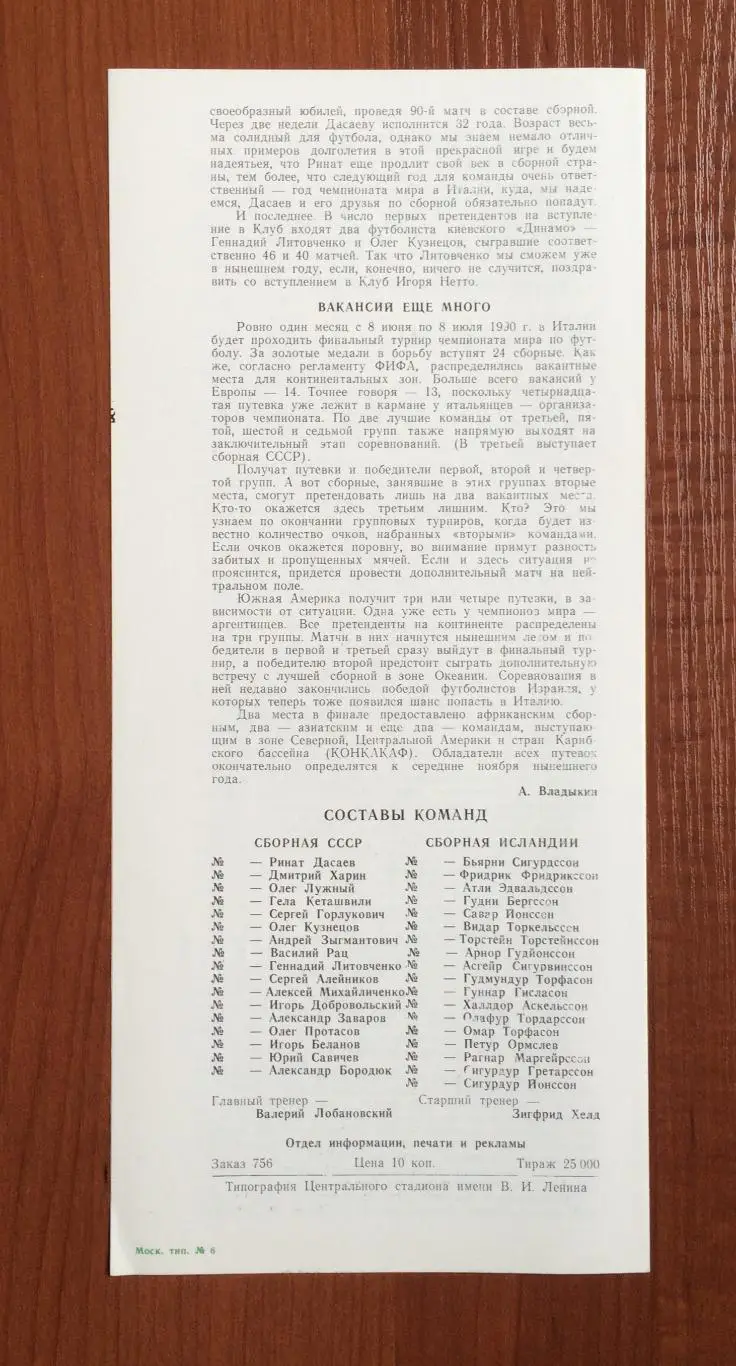 своеобразный юбилей, проведя 90-й матч в составе сборной.
Через две недели Дасаеву исполнится 32 года. Возраст весь-
ма солидный для футбола, однако мы знаем немало отлич-
ных примеров долголетия в этой прекрасной игре и будем
надеяться, что Ринат еще продлит свой век в сборной стра-
ны, тем более, что следующий год для команды очень ответ-
ственный — год чемпионата мира в Италии, куда, мы наде-
емся, Дасаев и его друзья по сборной обязательно попадут.
И последнее. В число первых претендентов на вступле-
ние в Клуб входят два футболиста киевского «Динамо» —
Геннадий Литовченко и Олег Кузнецов, сыгравшие соответ-
ственно 46 и 40 матчей. Так что Литовченко мы сможем уже
в нынешнем году, если, конечно, ничего не случится, поздра-
вить со вступлением в Клуб Игоря Нетто.
ВАКАНСИЙ ЕЩЕ МНОГО
Ровно один месяц с 8 июня по 8 июля 1990 г. в Италии
будет проходить финальный турнир чемпионата мира по фут-
болу. За золотые медали в борьбу вступят 24 сборные. Как
же, согласно регламенту ФИФА, распределились вакантные
места для континентальных зон. Больше всего вакансий у
Европы — 14. Точнее говоря — 13, поскольку четырнадца-
тая путевка уже лежит в кармане у итальянцев — организа-
торов чемпионата. По две лучшие команды от третьей, пя-
той, шестой и седьмой групп также напрямую выходят на
заключительный этап соревнований. (В третьей выступает
сборная СССР).
Получат путевки и победители первой, второй и четвер-
той групп. А вот сборные, занявшие в этих группах вторые
места, смогут претендовать лишь на два вакантных места.
Кто-то окажется здесь третьим лишним. Кто? Это мы
узнаем по окончании групповых турниров, когда будет из-
вестно количество очков, набранных «вторыми» командами.
Если очков окажется поровну, во внимание примут разность
забитых и пропущенных мячей. Если и здесь ситуация не
прояснится, придется провести дополнительный матч на ней-
тральном поле.
Южная Америка получит три или четыре путевки, в за-
висимости от ситуации. Одна уже есть у чемпионов мира —
аргентинцев. Все претенденты на континенте распределены
на три группы. Матчи в них начнутся нынешним летом и по-
бедители в первой и третьей сразу выйдут в финальный тур-
нир, а победителю второй предстоит сыграть дополнительную
встречу с лучшей сборной в зоне Океании. Соревнования в
ней недавно закончились победой футболистов Израиля, у
которых теперь тоже появился шанс попасть в Италию.
Два места в финале предоставлено африканским сбор-
ным, два — азиатским и еще два — командам, выступаю-
щим в зоне Северной, Центральной Америки и стран Кариб-
ского бассейна (КОНКАКАФ). Обладатели всех путевок
окончательно определятся к середине ноября нынешнего
года.
А. Владыкин
СОСТАВЫ КОМАНД
СБОРНАЯ СССР
№ — Ринат Дасаев
№ — Дмитрий Харин
№ — Олег Лужный
№ — Гела Кеташвили
№ — Сергей Горлукович
№ — Олег Кузнецов
№ — Андрей Зыгмантович
№ — Василий Рац
№ — Геннадий Литовченко
№ — Сергей Алейников
№ — Алексей Михайличенко
№ — Игорь Добровольский
№ — Александр Заваров
№ — Олег Протасов
№ — Игорь Беланов
№ — Юрий Савичев
№ — Александр Бородюк
Главный тренер —
Валерий Лобановский
СБОРНАЯ ИСЛАНДИИ
№ — Бьярни Сигурдссон
№ — Фридрик Фридрикссон
№ — Атли Эдвальдссон
№ — Гудни Бергссон
№ — Савар Йонссон
№ — Видар Торкельссон
№ — Торстейн Торстейнссон
№ — Арнор Гудйонссон
№ — Асгейр Сигурвинссон
№ — Гудмундур Торфасон
№ — Гуннар Гисласон
№ — Халлдор Аскельссон
№ — Олафур Тордарссон
№ — Омар Торфасон
№ — Петур Ормслев
№ — Рагнар Маргейрссон
№ — Сигурдур Гретарссон
№ — Сигурдур Йонссон
Старший тренер —
Зигфрид Хелд
Отдел информации, печати и рекламы
Заказ 756 Цена 10 коп. Тираж 25 000
Типография Центрального стадиона имени В. И. Ленина
Моск. тип. № 6